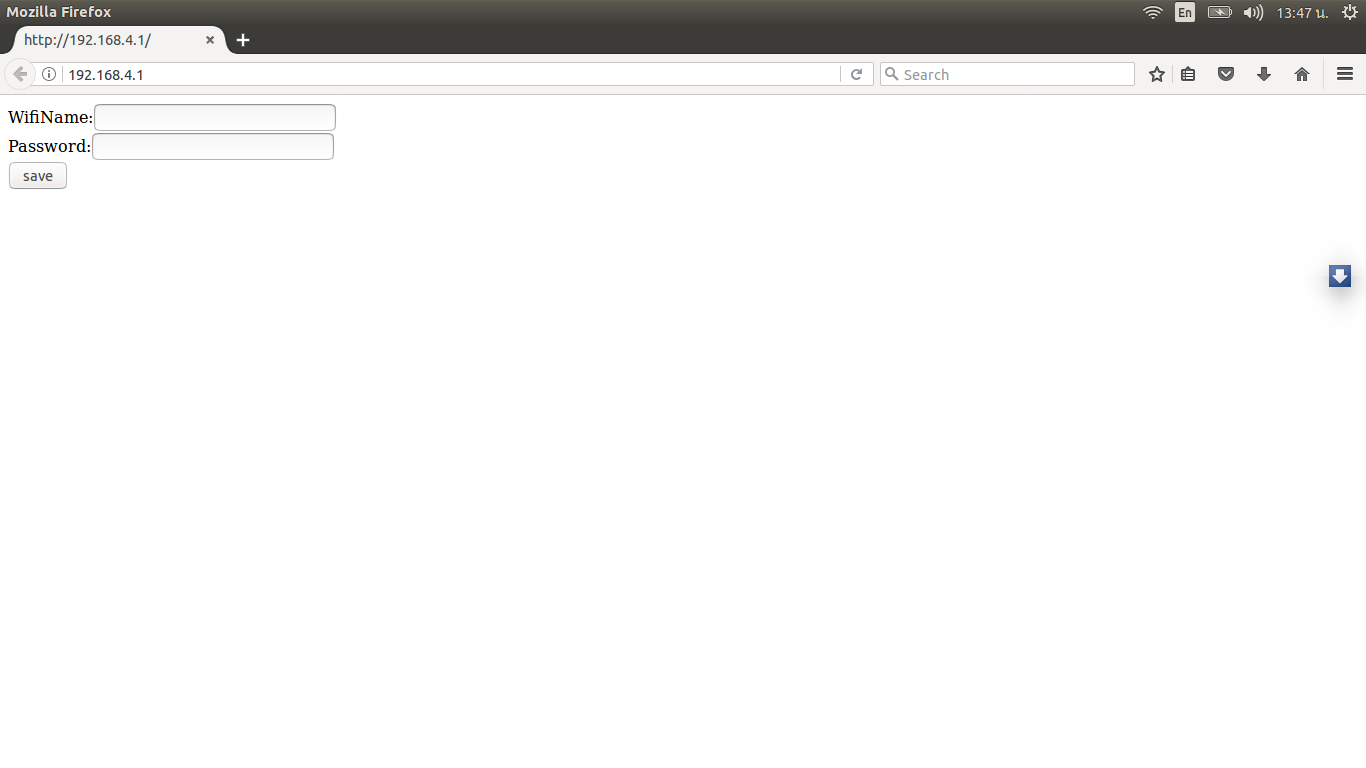 Mozilla Firefox
En
13:47 น.
http://192.168.4.1/
192.168.4.1
Search
WifiName:
Password:
save